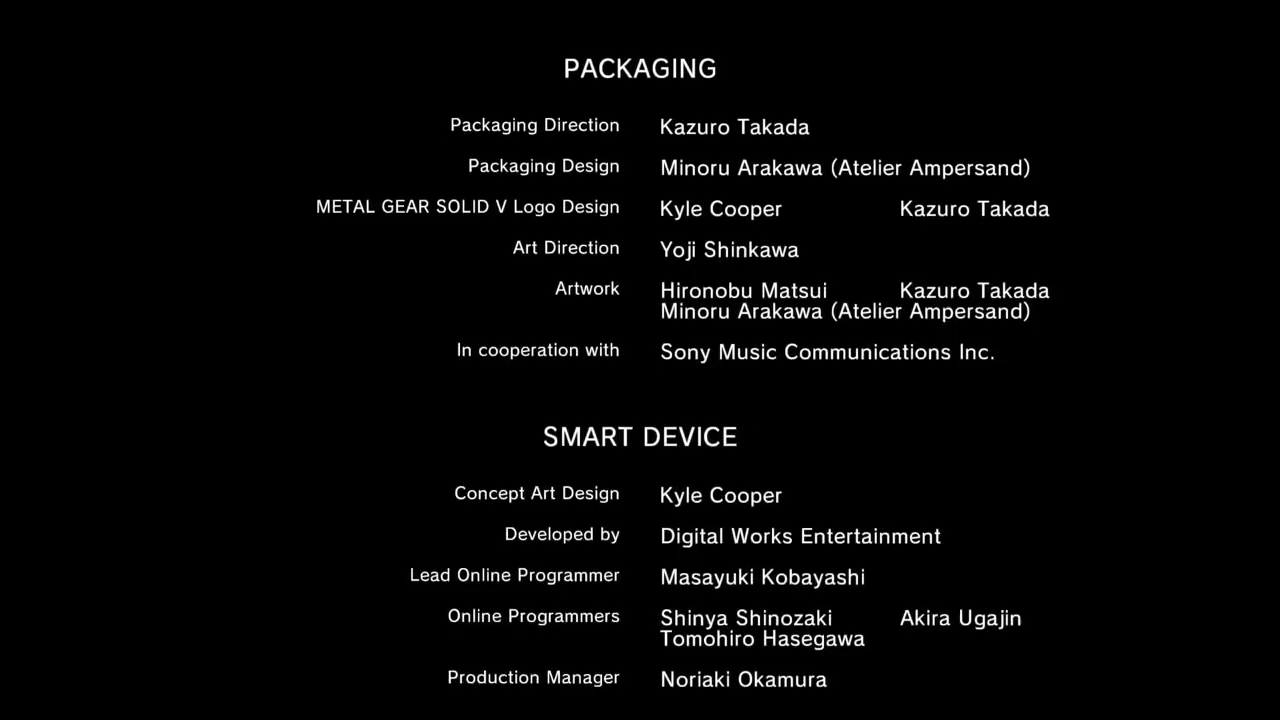 PACKAGING
Packaging Direction Kazuro Takada
Packaging Design Minoru Arakawa (Atelier Ampersand)
METAL GEAR SOLID V Logo Design Kyle Cooper Kazuro Takada
Art Direction Yoji Shinkawa
Artwork Hironobu Matsui Kazuro Takada
Minoru Arakawa (Atelier Ampersand)
In cooperation with Sony Music Communications Inc.
SMART DEVICE
Concept Art Design Kyle Cooper
Developed by Digital Works Entertainment
Lead Online Programmer Masayuki Kobayashi
Online Programmers Shinya Shinozaki Akira Ugajin
Tomohiro Hasegawa
Production Manager Noriaki Okamura